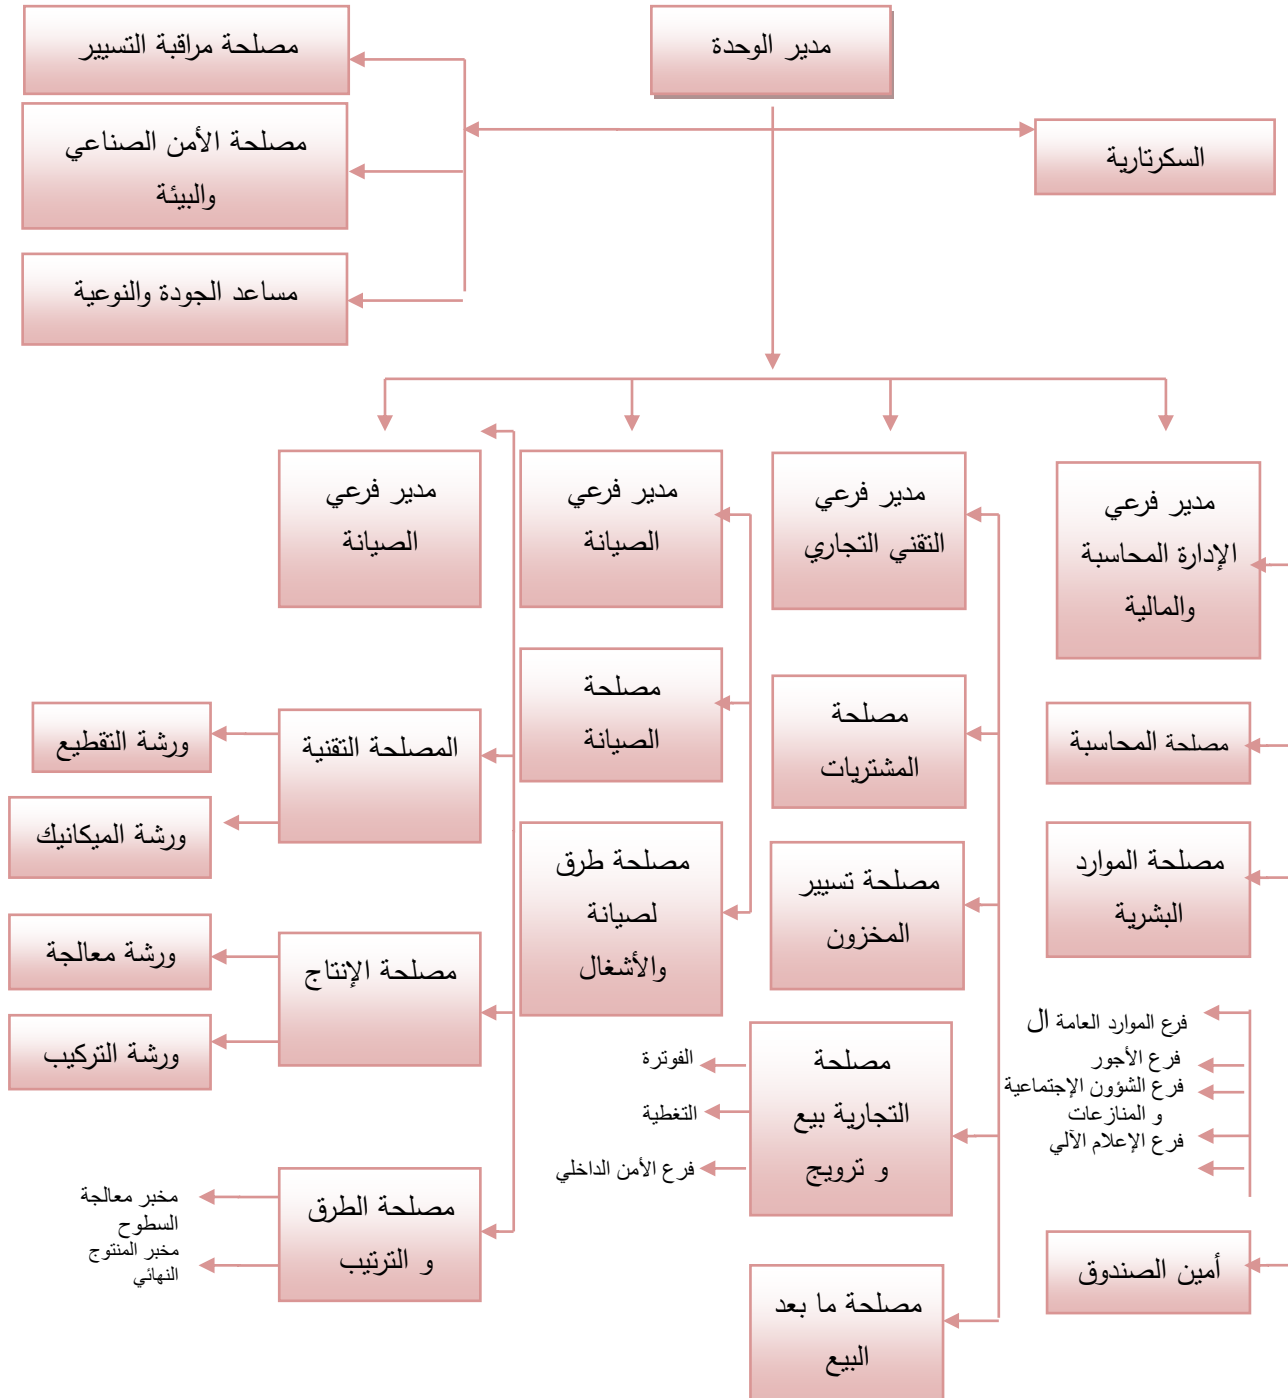 مدير الوحدة
السكرتارية
مصلحة مراقبة التسيير
مصلحة الأمن الصناعي
والبيئة
مساعد الجودة والنوعية
مدير فرعي
الإدارة المحاسبة
والمالية
مدير فرعي
التقني التجاري
مدير فرعي
الصيانة
مدير فرعي
الصيانة
مصلحة المحاسبة
مصلحة الموارد
البشرية
فرع الموارد العامة ال
فرع الأجور
فرع الشؤون الإجتماعية
و المنازعات
فرع الإعلام الآلي
أمين الصندوق
مصلحة
المشتريات
مصلحة تسيير
المخزون
مصلحة
التجارية بيع
و ترويج
الفوترة
التغطية
فرع الأمن الداخلي
مصلحة ما بعد
البيع
مصلحة
الصيانة
مصلحة طرق
لصيانة
والأشغال
المصلحة التقنية
ورشة التقطيع
ورشة الميكانيك
مصلحة الإنتاج
ورشة معالجة
ورشة التركيب
مصلحة الطرق
و الترتيب
مخبر معالجة
السطوح
مخبر المنتوج
النهائي